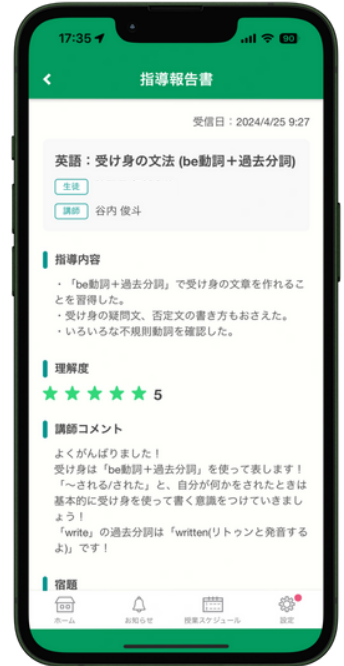 17:35
90
指導報告書
受信日：2024/4/25 9:27
英語：受け身の文法 (be動詞＋過去分詞)
生徒
講師 谷内 俊斗
指導内容
・「be動詞＋過去分詞」で受け身の文章を作れるこ
とを習得した。
・受け身の疑問文、否定文の書き方もおさえた。
・いろいろな不規則動詞を確認した。
理解度
★★★★★ 5
講師コメント
よくがんばりました！
受け身は「be動詞＋過去分詞」を使って表します！
「〜される/された」と、自分が何かをされたときは
基本的に受け身を使って書く意識をつけていきまし
ょう！
「write」の過去分詞は「written(リトゥンと発音する
よ)」です！
宿題
ホーム お知らせ 授業スケジュール 設定